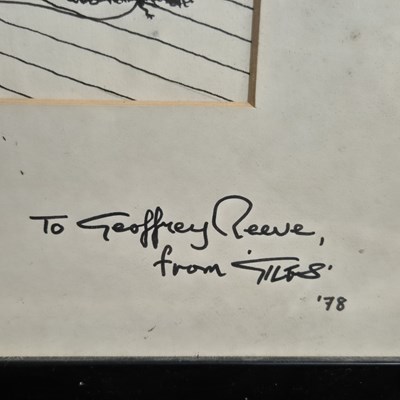 To Geoffrey Reeve,
from 'GILES'
'78